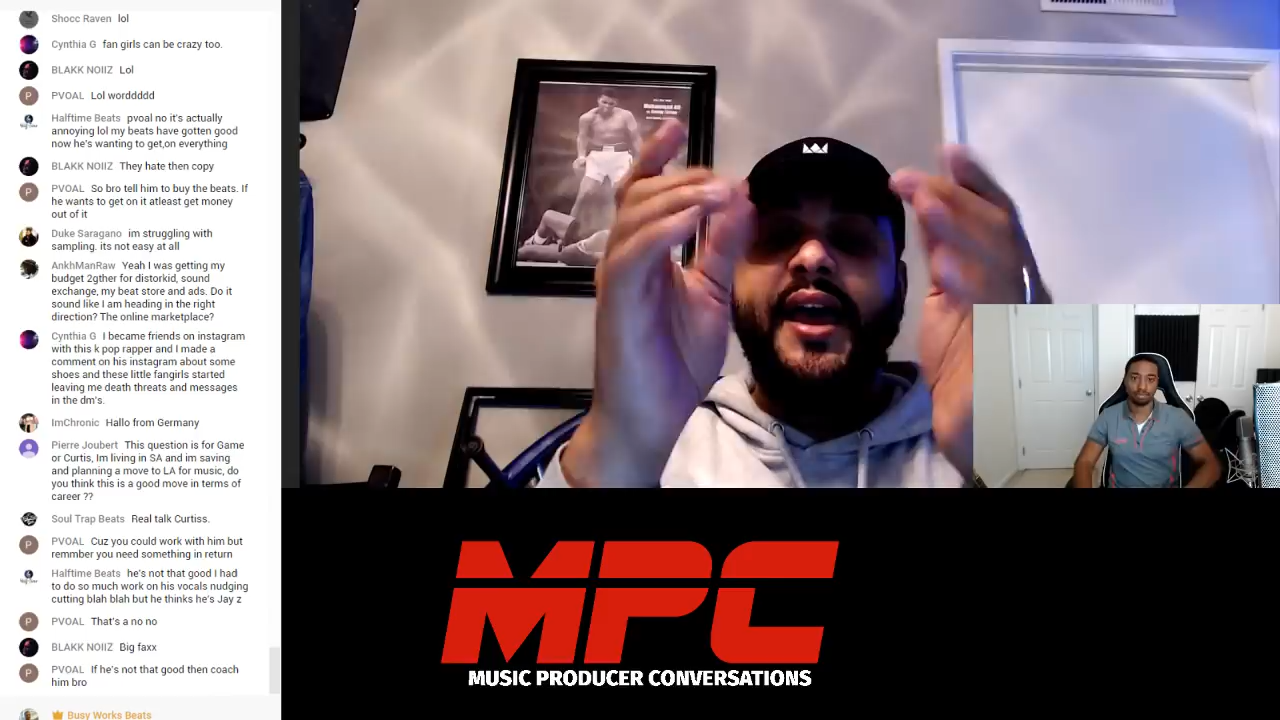 Shocc Raven lol
Cynthia G fan girls can be crazy too.
BLAKK NOIIZ Lol
PVOAL Lol worddddd
Halftime Beats pvoal no it's actually
annoying lol my beats have gotten good
now he's wanting to get,on everything
BLAKK NOIIZ They hate then copy
PVOAL So bro tell him to buy the beats. If
he wants to get on it atleast get money
out of it
Duke Saragano im struggling with
sampling. its not easy at all
AnkhManRaw Yeah I was getting my
budget 2gther for distorkid, sound
exchange, my beat store and ads. Do it
sound like I am heading in the right
direction? The online marketplace?
Cynthia G I became friends on instagram
with this k pop rapper and I made a
comment on his instagram about some
shoes and these little fangirls started
leaving me death threats and messages
in the dm's.
ImChronic Hallo from Germany
Pierre Joubert This question is for Game
or Curtis, Im living in SA and im saving
and planning a move to LA for music, do
you think this is a good move in terms of
career ??
Soul Trap Beats Real talk Curtiss.
PVOAL Cuz you could work with him but
remmber you need something in return
Halftime Beats he's not that good I had
to do so much work on his vocals nudging
cutting blah blah but he thinks he's Jay z
PVOAL That's a no no
BLAKK NOIIZ Big faxx
PVOAL If he's not that good then coach
him bro
Busy Works Beats
Muhammad Ali
MPC
MUSIC PRODUCER CONVERSATIONS